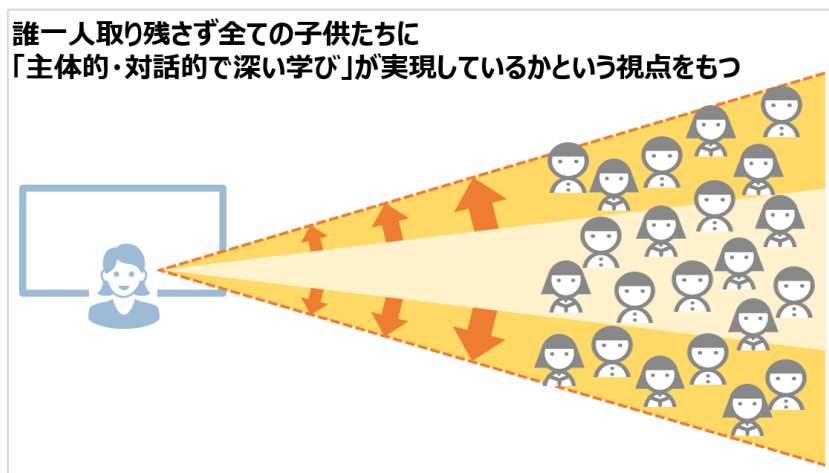 誰一人取り残さず全ての子供たちに
「主体的・対話的で深い学び」が実現しているかという視点をもつ